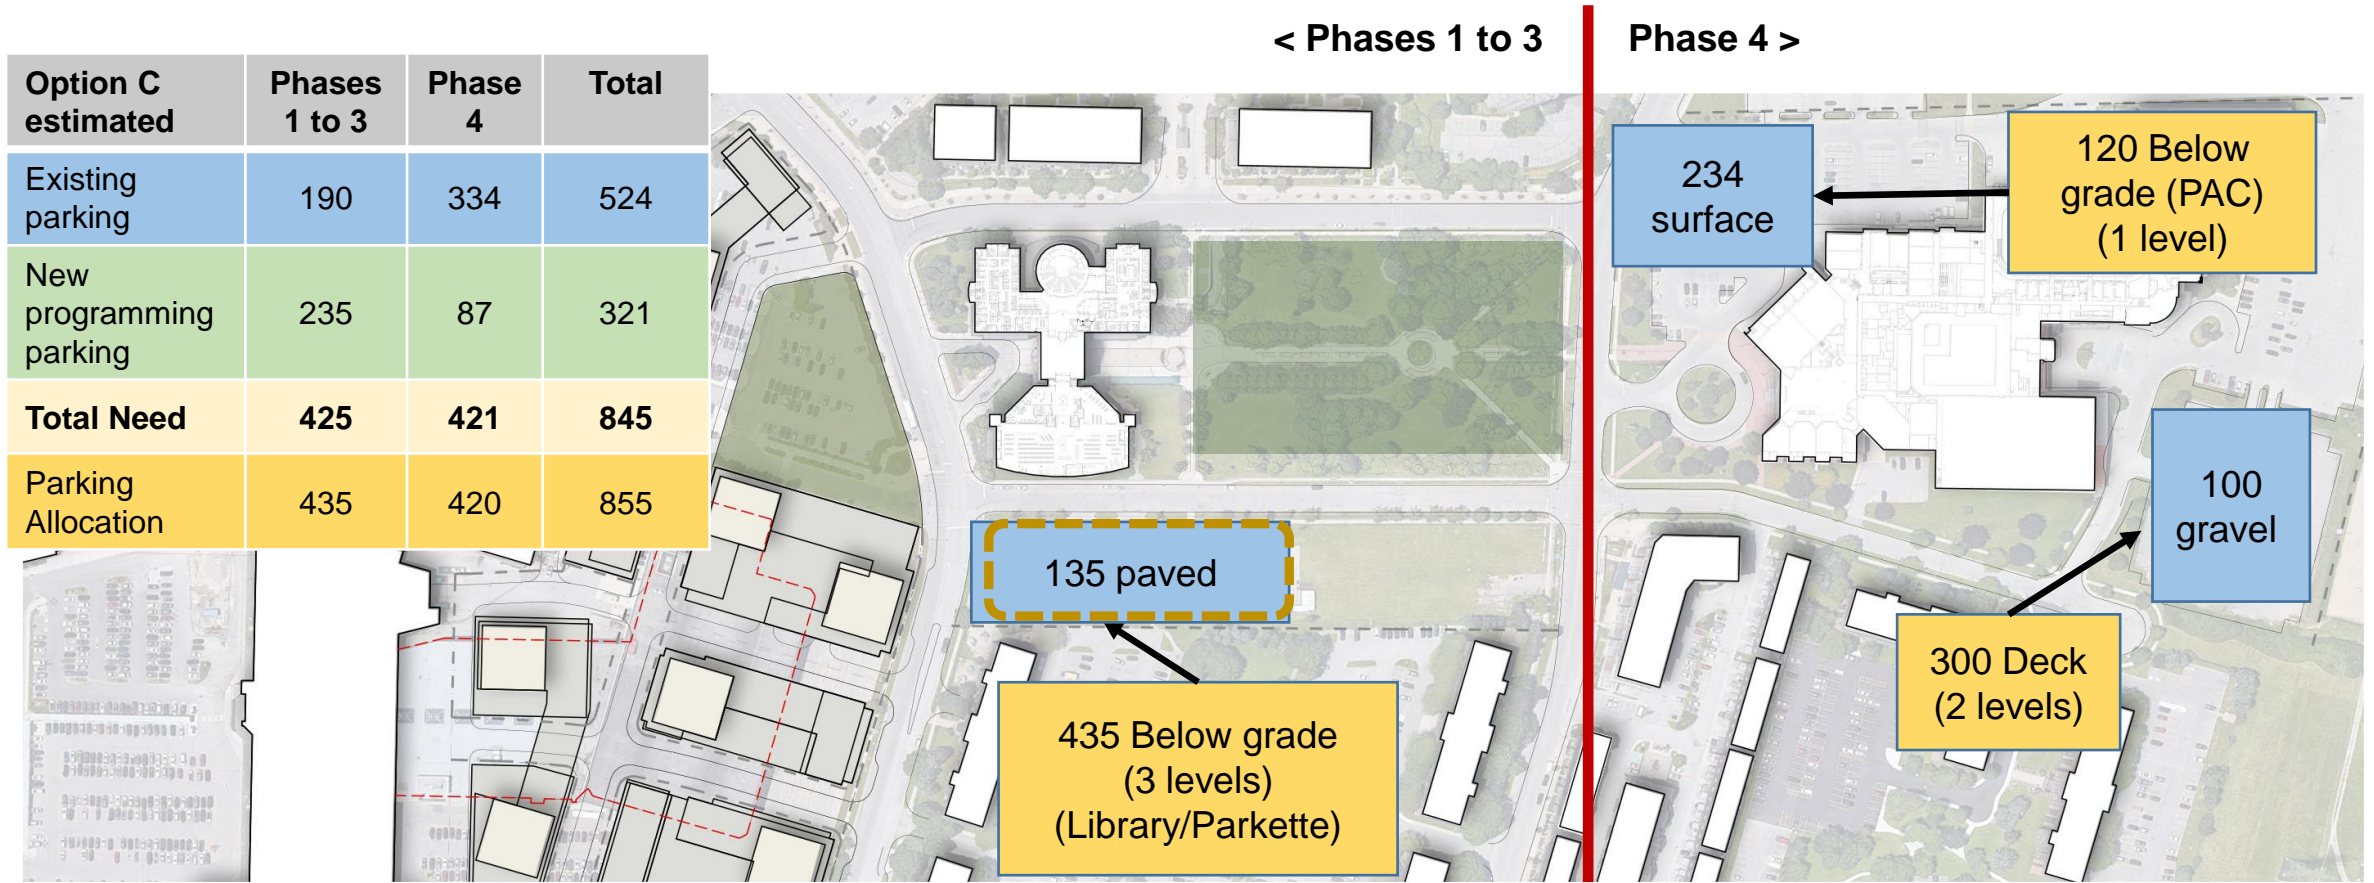 < Phases 1 to 3
Phase 4 >
Option C estimated
Phases 1 to 3
Phase 4
Total
Existing parking
190
334
524
New programming parking
235
87
321
Total Need
425
421
845
Parking Allocation
435
420
855
234
surface
120 Below
grade (PAC)
(1 level)
135 paved
100
gravel
435 Below grade
(3 levels)
(Library/Parkette)
300 Deck
(2 levels)